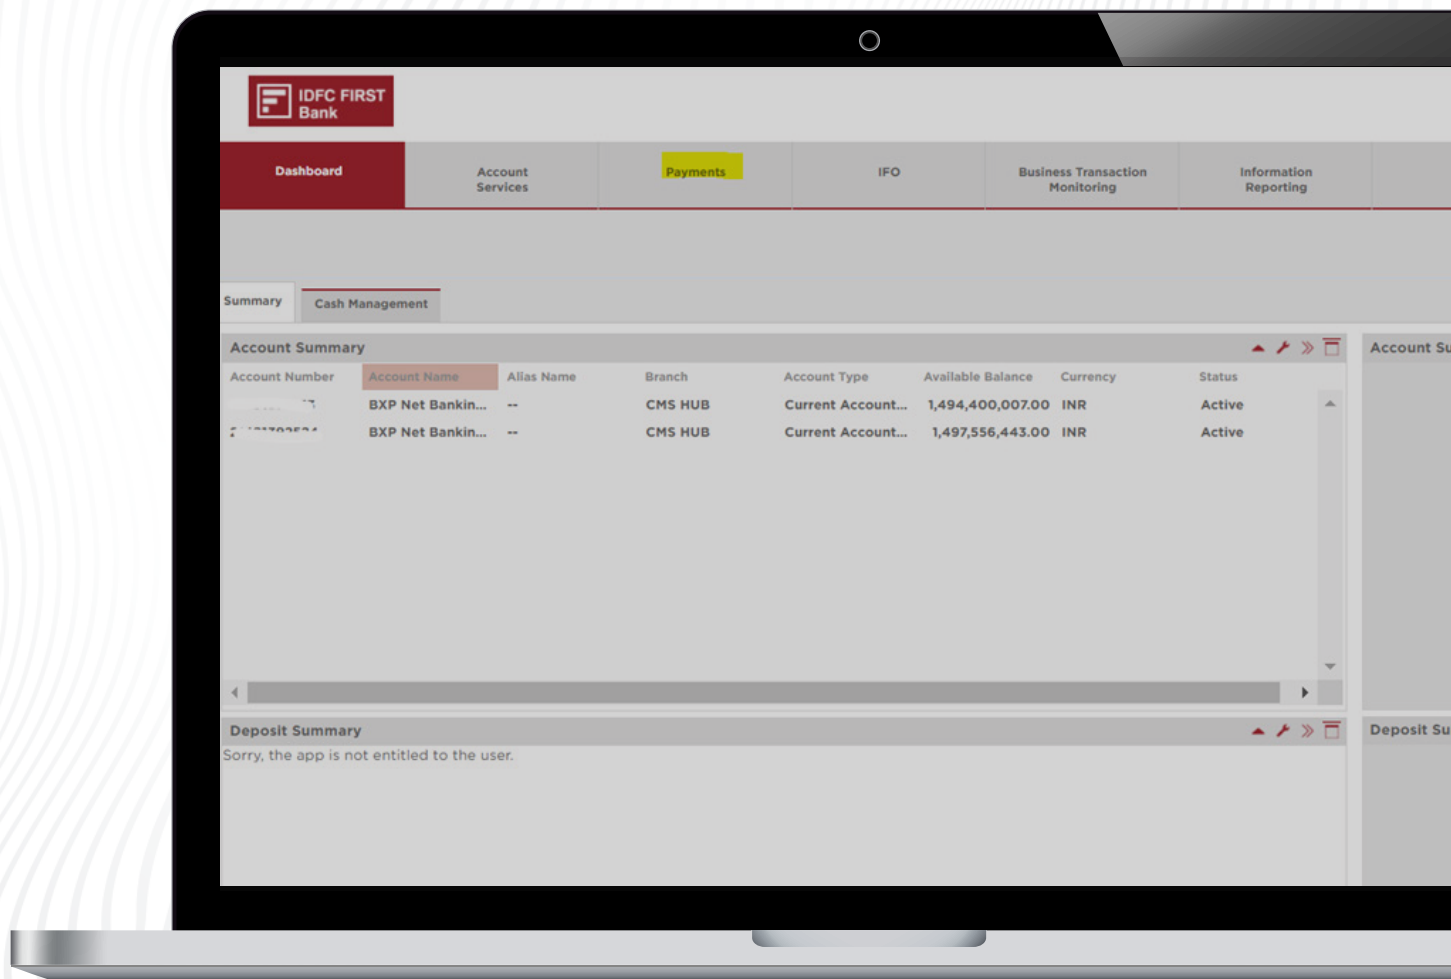 IDFC FIRST
Bank
Dashboard
Account
Services
Payments
IFO
Business Transaction
Monitoring
Information
Reporting
Summary
Cash Management
Account Summary
Account Number Account Name Alias Name Branch Account Type Available Balance Currency Status
BXP Net Bankin... -- CMS HUB Current Account... 1,494,400,007.00 INR Active
BXP Net Bankin... -- CMS HUB Current Account... 1,497,556,443.00 INR Active
Account Su
Deposit Summary
Sorry, the app is not entitled to the user.
Deposit Su